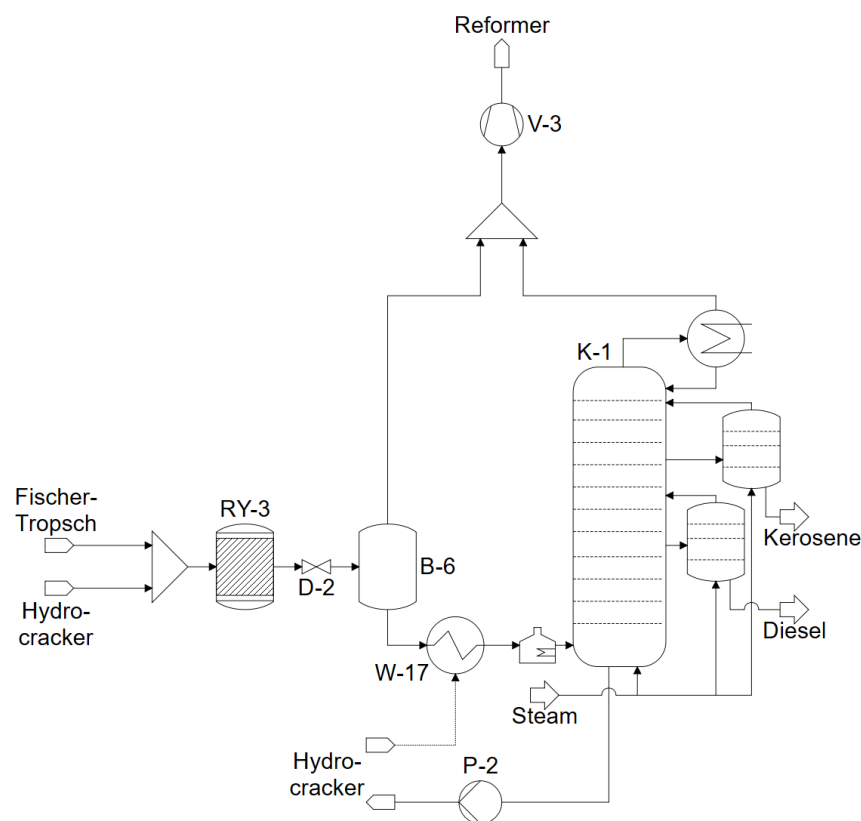 Reformer
V-3
K-1
Fischer-
Tropsch
RY-3
Kerosene
D-2
B-6
Hydro-
cracker
Diesel
W-17
Steam
Hydro-
cracker
P-2